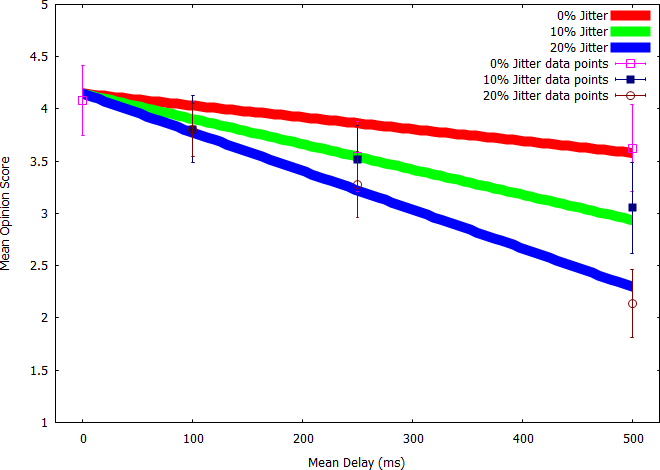 5
4.5
4
3.5
3
2.5
2
1.5
1
Mean Opinion Score
0% Jitter
10% Jitter
20% Jitter
0% Jitter data points
10% Jitter data points
20% Jitter data points
0 100 200 300 400 500
Mean Delay (ms)